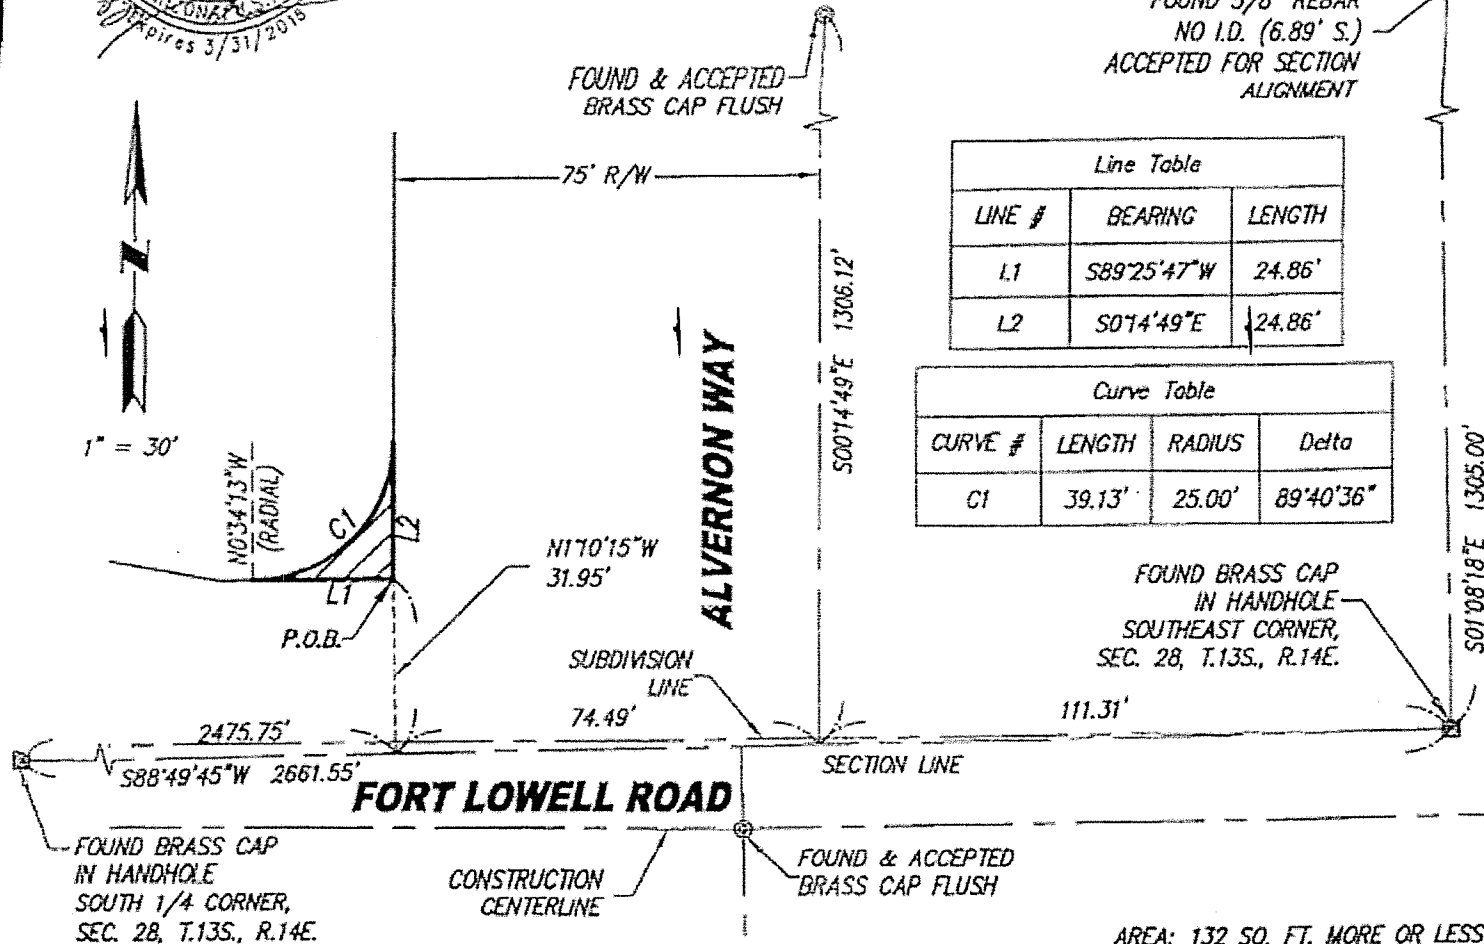 Expires 3/31/2018
FOUND 5/8" REBAR
NO I.D. (6.89' S.)
ACCEPTED FOR SECTION
ALIGNMENT
FOUND & ACCEPTED
BRASS CAP FLUSH
75' R/W
N
1" = 30'
Line Table
LINE # BEARING LENGTH
L1 S89°25'47"W 24.86'
L2 S0°14'49"E 24.86'
Curve Table
CURVE # LENGTH RADIUS Delta
C1 39.13' 25.00' 89°40'36"
S00°14'49"E 1306.12'
S01°08'18"E 1305.00'
ALVERNON WAY
N0°34'13"W
(RADIAL)
C1
L2
L1
P.O.B.
N1°10'15"W
31.95'
FOUND BRASS CAP
IN HANDHOLE
SOUTHEAST CORNER,
SEC. 28, T.13S., R.14E.
SUBDIVISION
LINE
2475.75'
74.49'
111.31'
S88°49'45"W 2661.55'
SECTION LINE
FORT LOWELL ROAD
FOUND BRASS CAP
IN HANDHOLE
SOUTH 1/4 CORNER,
SEC. 28, T.13S., R.14E.
CONSTRUCTION
CENTERLINE
FOUND & ACCEPTED
BRASS CAP FLUSH
AREA: 132 SQ. FT. MORE OR LESS